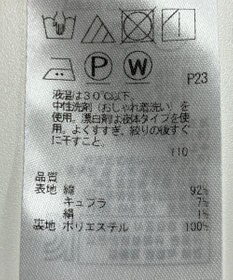 P
W
P23
液温は30℃以下、
中性洗剤(おしゃれ着洗い)を
使用。漂白剤は液体タイプを使
用。よくすすぎ、絞りの後すぐ
に干すこと。
110
品質
表地 綿 92%
キュプラ 7%
絹 1%
裏地 ポリエステル 100%